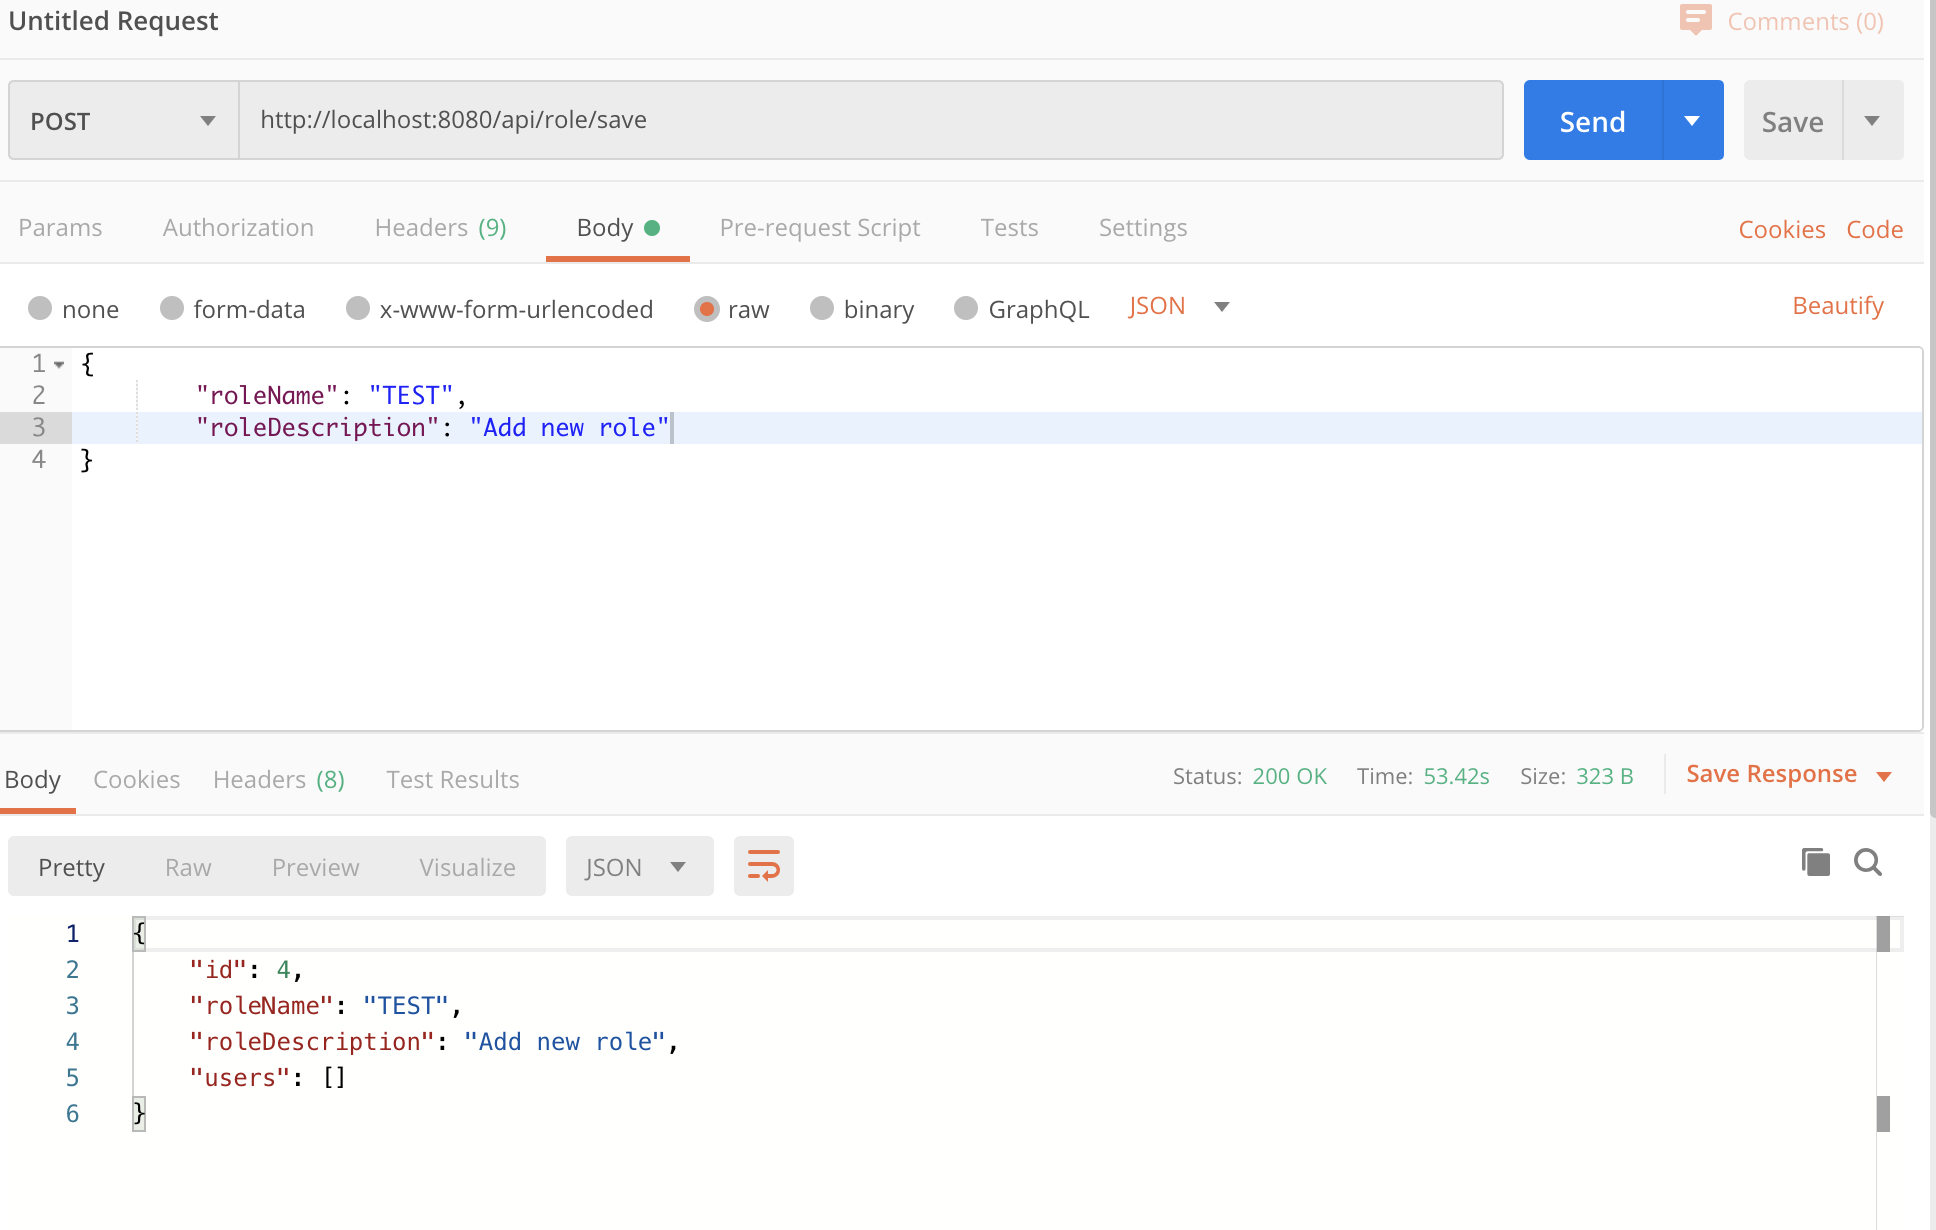 Untitled Request
Comments (0)
POST
http://localhost:8080/api/role/save
Send
Save
Params Authorization Headers (9) Body Pre-request Script Tests Settings Cookies Code
none form-data x-www-form-urlencoded raw binary GraphQL JSON Beautify
1 {
2 "roleName": "TEST",
3 "roleDescription": "Add new role"
4 }
Body Cookies Headers (8) Test Results Status: 200 OK Time: 53.42s Size: 323 B Save Response
Pretty Raw Preview Visualize JSON
1 {
2 "id": 4,
3 "roleName": "TEST",
4 "roleDescription": "Add new role",
5 "users": []
6 }